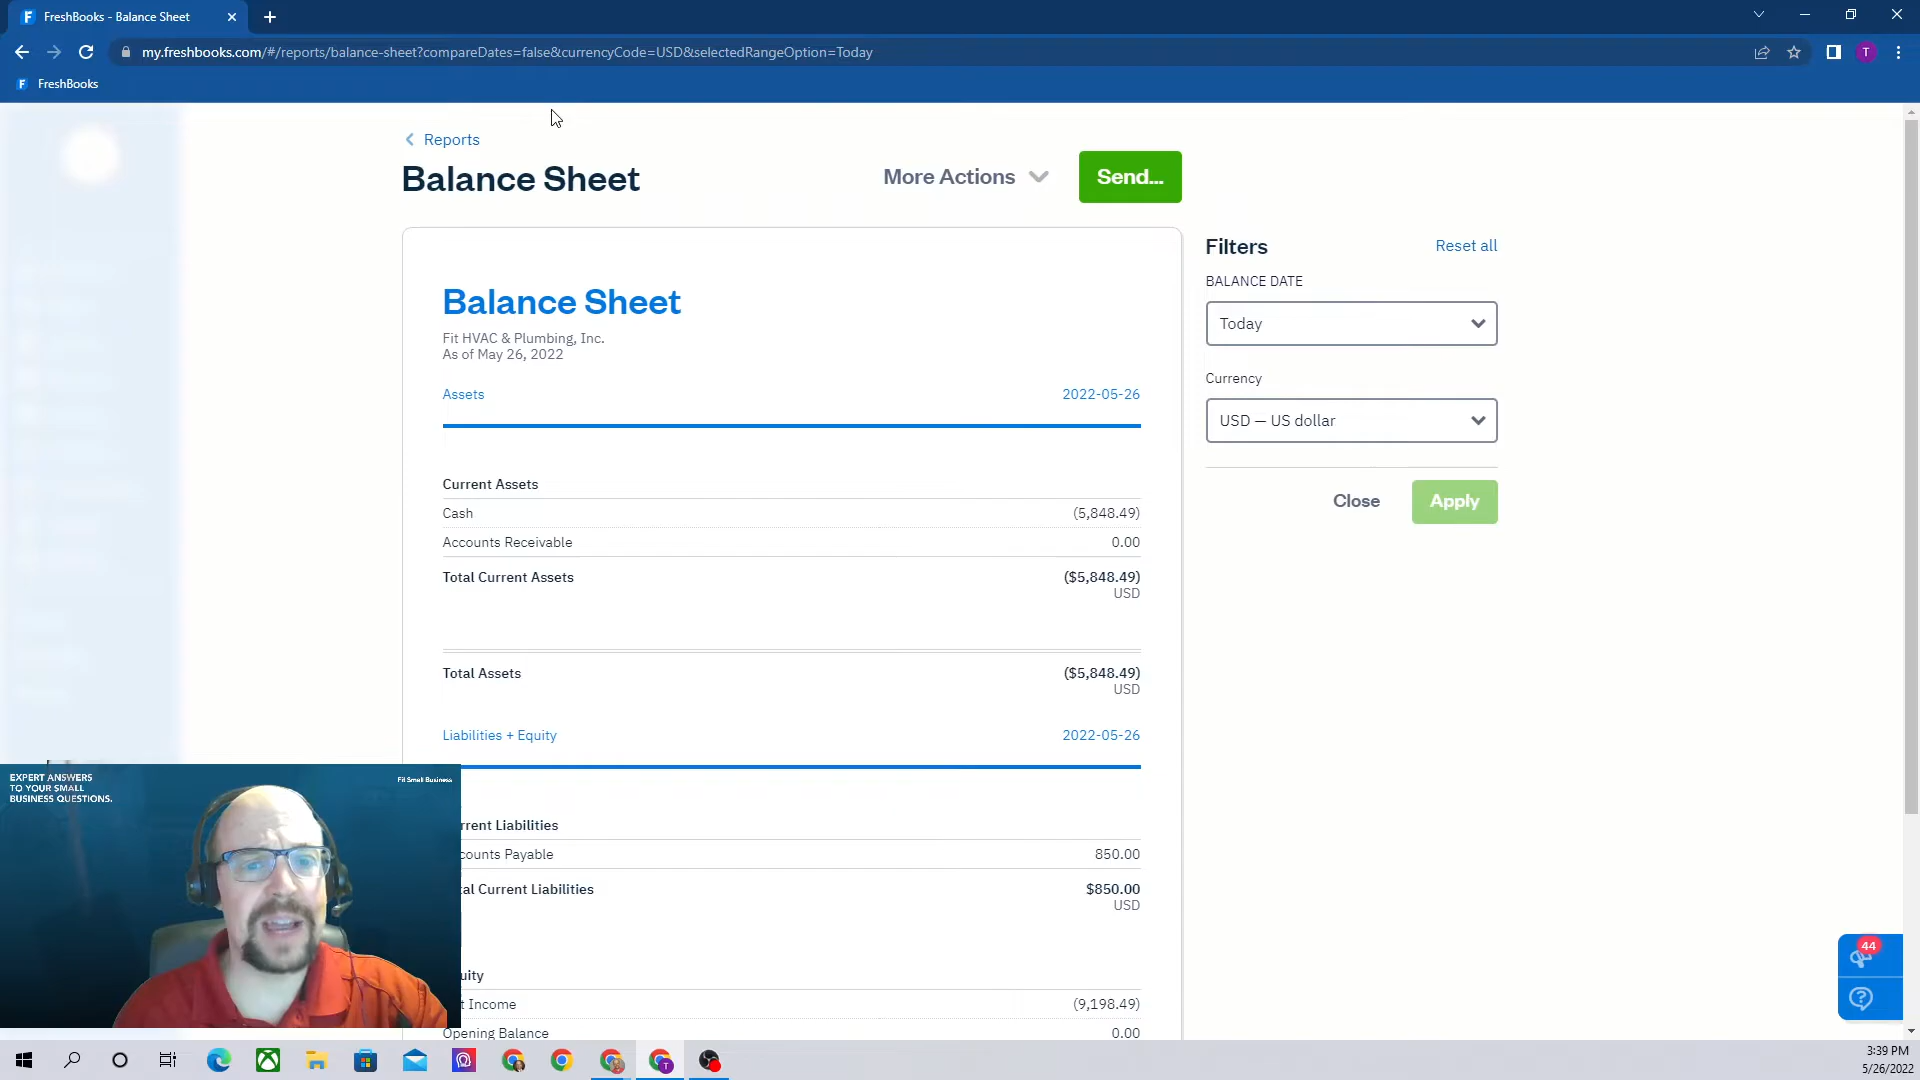 FreshBooks - Balance Sheet
my.freshbooks.com/#/reports/balance-sheet?compareDates=false&currencyCode=USD&selectedRangeOption=Today
T
FreshBooks
Reports
Balance Sheet
More Actions
Send...
Filters
Reset all
BALANCE DATE
Today
Currency
USD — US dollar
Close
Apply
Balance Sheet
Fit HVAC & Plumbing, Inc.
As of May 26, 2022
Assets 2022-05-26
Current Assets
Cash (5,848.49)
Accounts Receivable 0.00
Total Current Assets ($5,848.49)
USD
Total Assets ($5,848.49)
USD
Liabilities + Equity 2022-05-26
rrent Liabilities
counts Payable 850.00
al Current Liabilities $850.00
USD
uity
t Income (9,198.49)
Opening Balance 0.00
EXPERT ANSWERS
TO YOUR SMALL
BUSINESS QUESTIONS.
Fit Small Business
44
3:39 PM
5/26/2022